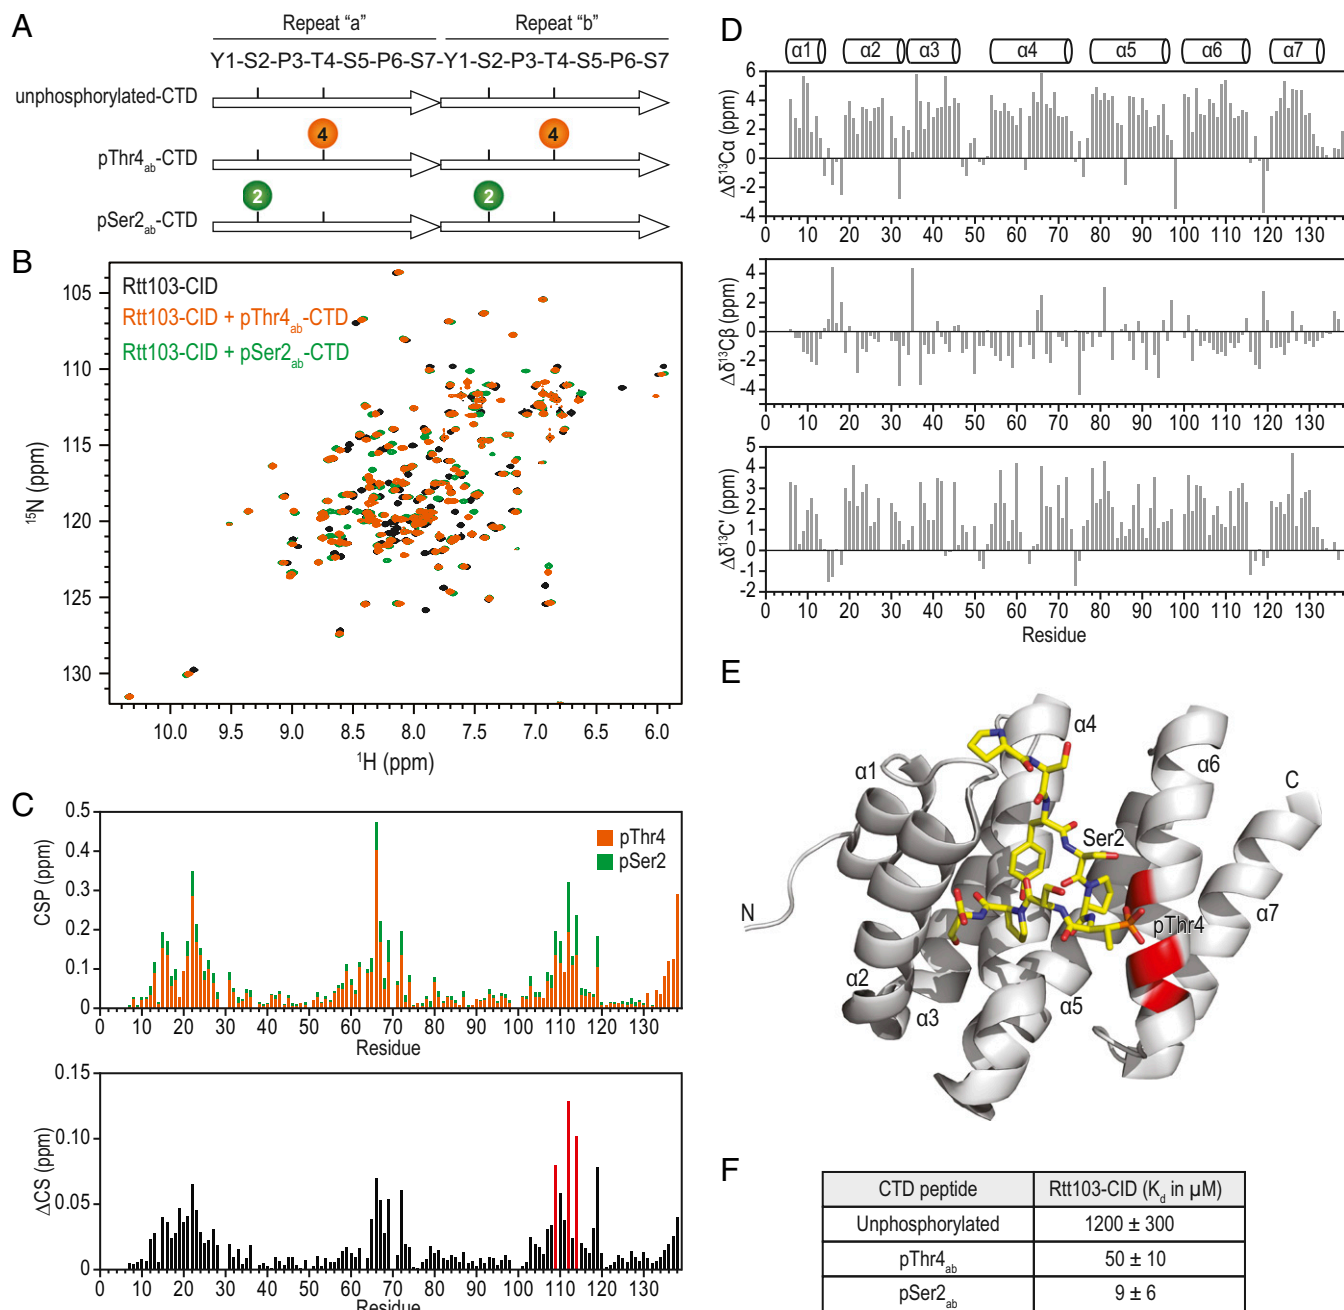 A
Repeat “a”
Repeat “b”
Y1-S2-P3-T4-S5-P6-S7-Y1-S2-P3-T4-S5-P6-S7
unphosphorylated-CTD
4
4
pThr4ab-CTD
2
2
pSer2ab-CTD
B
Rtt103-CID
Rtt103-CID + pThr4ab-CTD
Rtt103-CID + pSer2ab-CTD
105
110
115
120
125
130
15N (ppm)
10.0 9.5 9.0 8.5 8.0 7.5 7.0 6.5 6.0
1H (ppm)
C
0.5
0.4
0.3
0.2
0.1
0
CSP (ppm)
pThr4
pSer2
0 10 20 30 40 50 60 70 80 90 100 110 120 130
Residue
0.15
0.10
0.05
0
ΔCS (ppm)
0 10 20 30 40 50 60 70 80 90 100 110 120 130
Residue
D
α1 α2 α3 α4 α5 α6 α7
6
4
2
0
-2
-4
Δδ13Cα (ppm)
0 10 20 30 40 50 60 70 80 90 100 110 120 130
4
2
0
-2
-4
Δδ13Cβ (ppm)
0 10 20 30 40 50 60 70 80 90 100 110 120 130
5
4
3
2
1
0
-1
-2
Δδ13C' (ppm)
0 10 20 30 40 50 60 70 80 90 100 110 120 130
Residue
E
α4
α1
α6
C
Ser2
N
pThr4
α7
α2
α3
α5
F
CTD peptide Rtt103-CID (Kd in μM)
Unphosphorylated 1200 ± 300
pThr4ab 50 ± 10
pSer2ab 9 ± 6